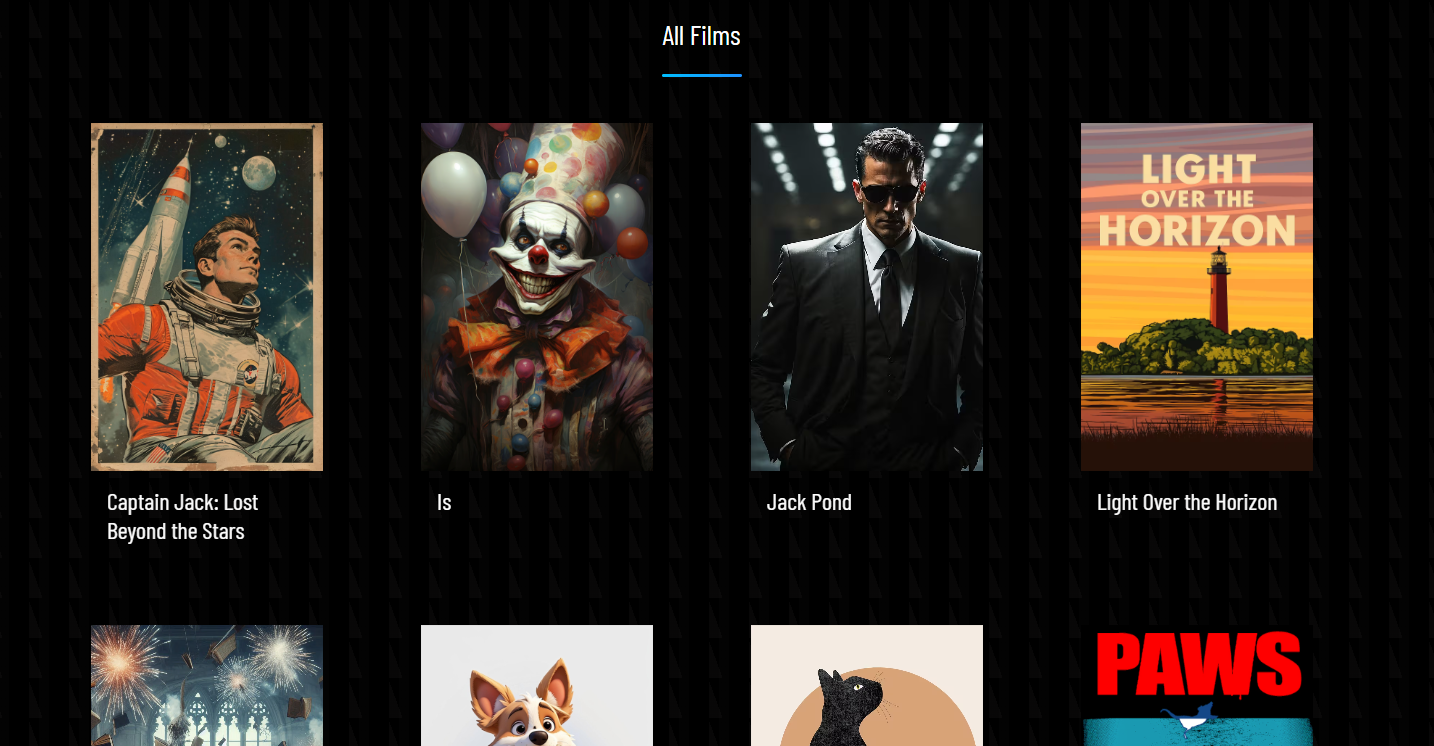 All Films
LIGHT
OVER THE
HORIZON
Captain Jack: Lost
Beyond the Stars
Is
Jack Pond
Light Over the Horizon
PAWS